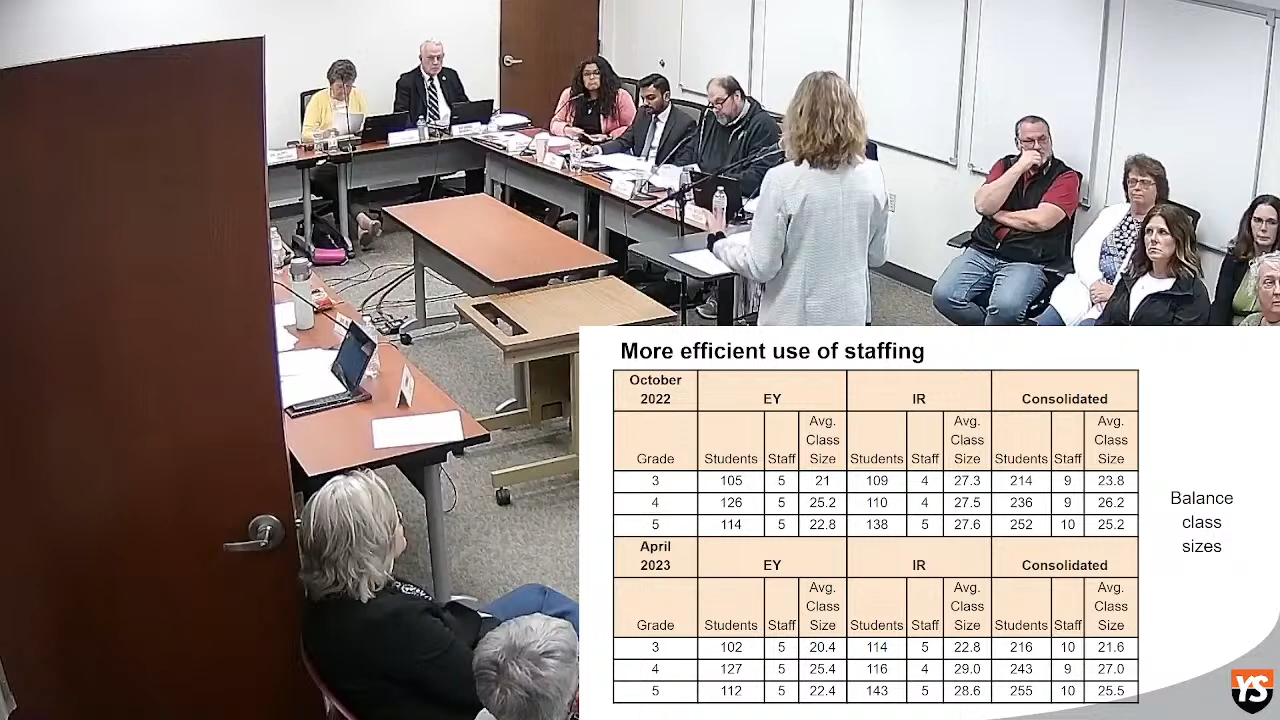 More efficient use of staffing
October 2022 EY IR Consolidated
Grade Students Staff Avg. Class Size Students Staff Avg. Class Size Students Staff Avg. Class Size
3 105 5 21 109 4 27.3 214 9 23.8
4 126 5 25.2 110 4 27.5 236 9 26.2
5 114 5 22.8 138 5 27.6 252 10 25.2
April 2023 EY IR Consolidated
Grade Students Staff Avg. Class Size Students Staff Avg. Class Size Students Staff Avg. Class Size
3 102 5 20.4 114 5 22.8 216 10 21.6
4 127 5 25.4 116 4 29.0 243 9 27.0
5 112 5 22.4 143 5 28.6 255 10 25.5
Balance
class
sizes
YS